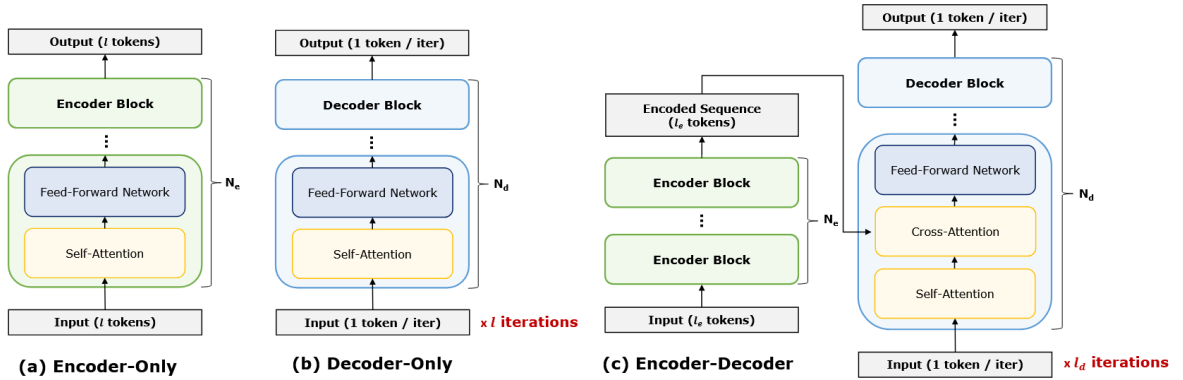 Output (l tokens)
Encoder Block
...
Feed-Forward Network
Self-Attention
Input (l tokens)
Ne
(a) Encoder-Only
Output (1 token / iter)
Decoder Block
...
Feed-Forward Network
Self-Attention
Input (1 token / iter)
Nd
x l iterations
(b) Decoder-Only
Encoded Sequence
(le tokens)
Encoder Block
...
Encoder Block
Ne
Input (le tokens)
(c) Encoder-Decoder
Output (1 token / iter)
Decoder Block
...
Feed-Forward Network
Cross-Attention
Self-Attention
Nd
Input (1 token / iter)
x ld iterations